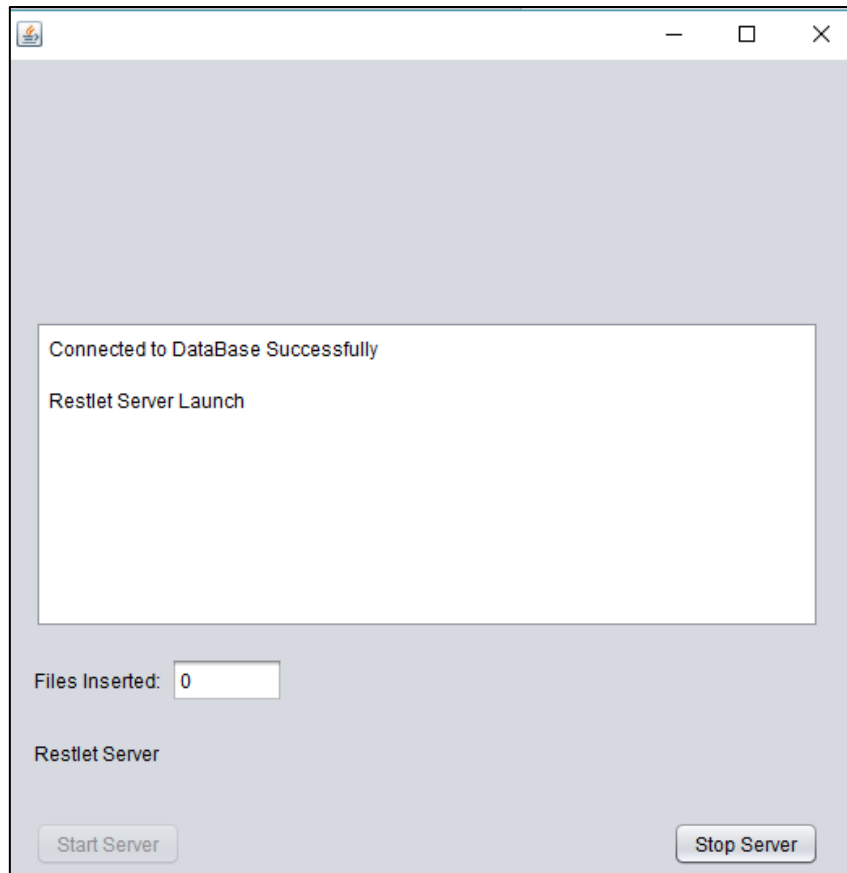 Connected to DataBase Successfully
Restlet Server Launch
Files Inserted: 0
Restlet Server
Start Server Stop Server